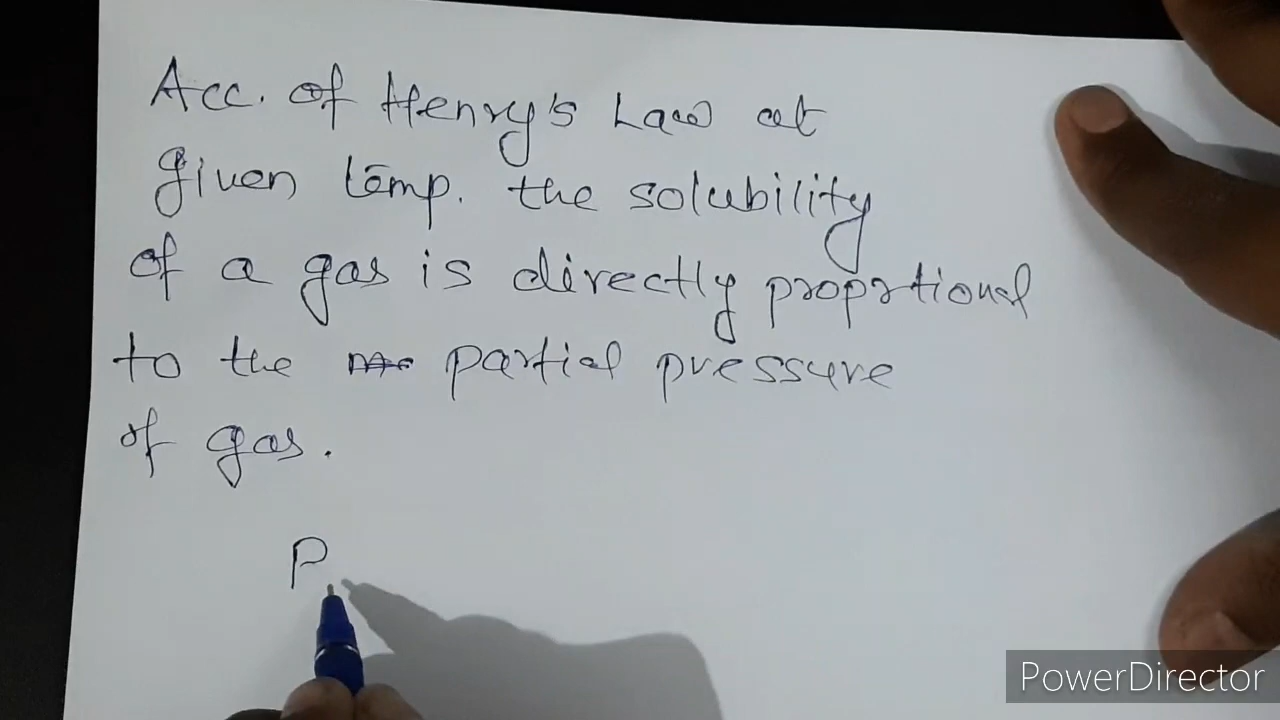 Acc. of Henry's Law at
given temp. the solubility
of a gas is directly proprtional
to the partial pressure
of gas.
P
PowerDirector